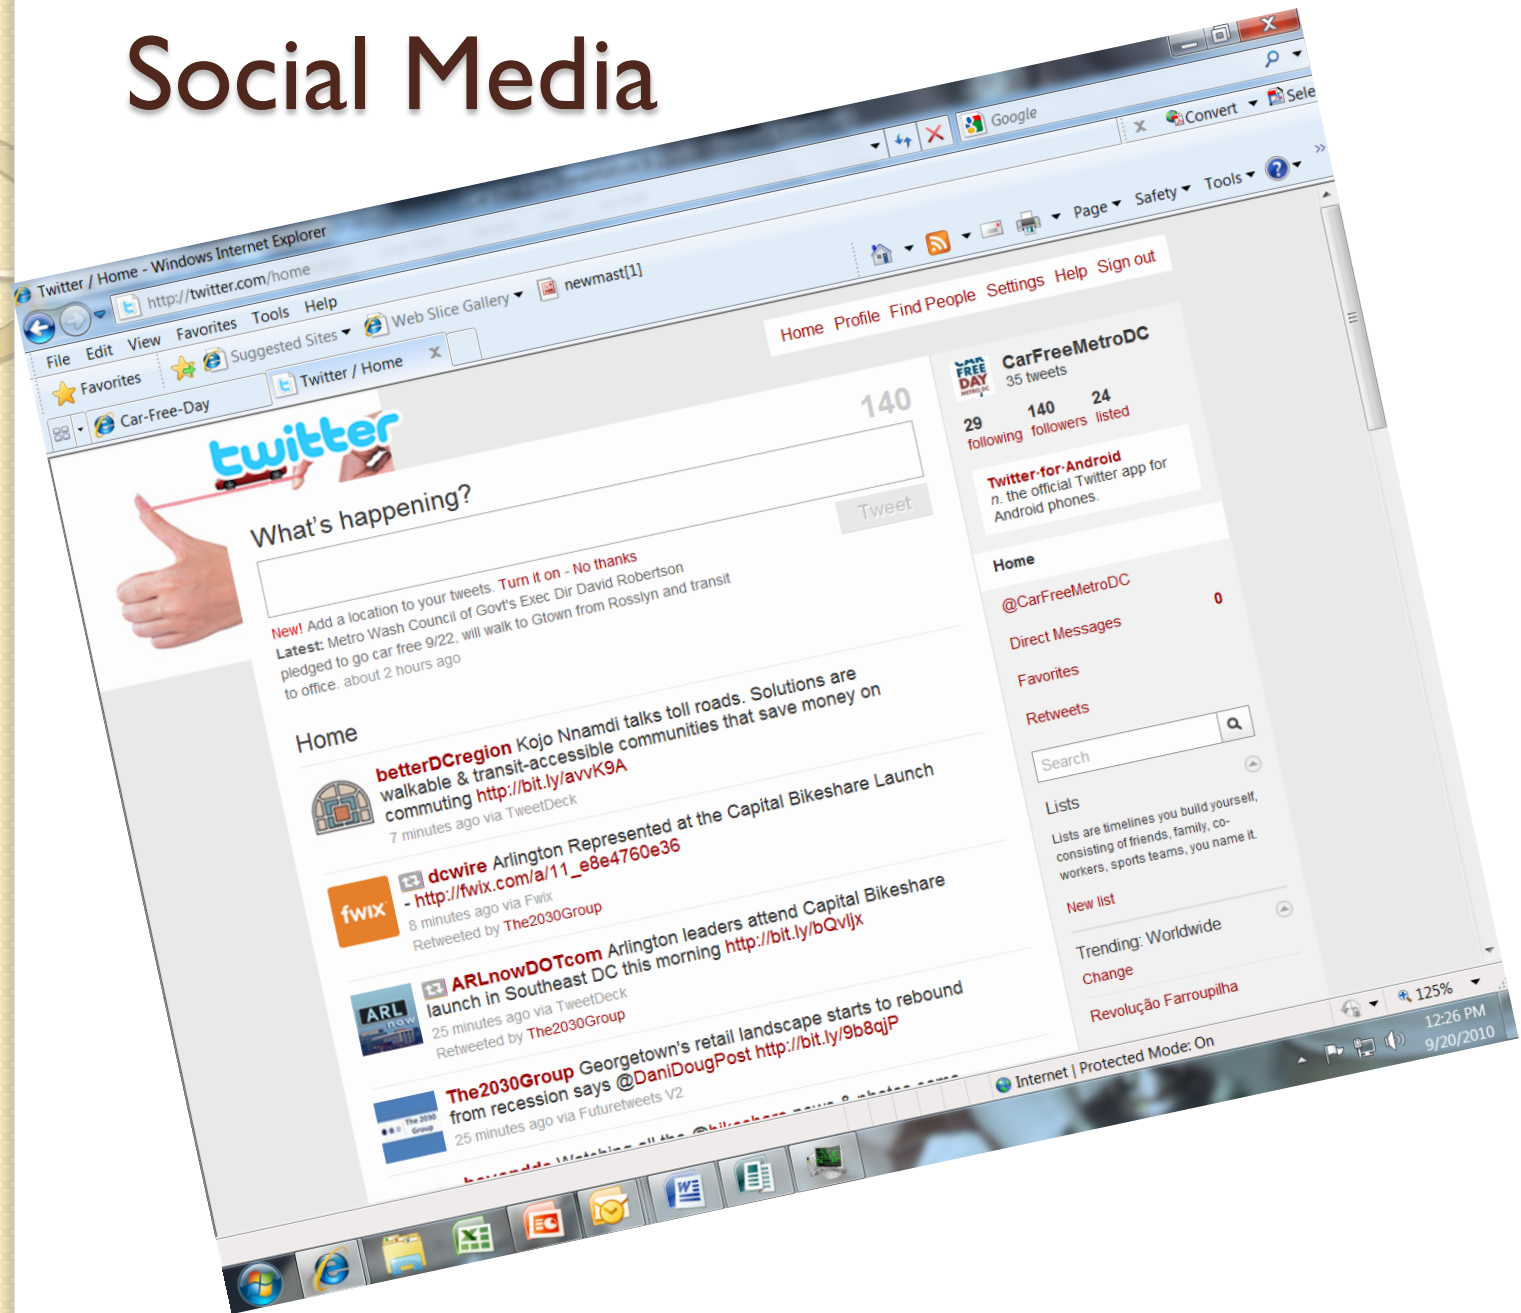 Social Media
Twitter / Home - Windows Internet Explorer
http://twitter.com/home
Google
File Edit View Favorites Tools Help
x Convert Sele
Favorites Suggested Sites Web Slice Gallery newmast[1]
Car-Free-Day Twitter / Home x
Page Safety Tools
twitter
Home Profile Find People Settings Help Sign out
What's happening?
140
Tweet
New! Add a location to your tweets. Turn it on - No thanks
Latest: Metro Wash Council of Govt's Exec Dir David Robertson
pledged to go car free 9/22, will walk to Gtown from Rosslyn and transit
to office. about 2 hours ago
Home
betterDCregion Kojo Nnamdi talks toll roads. Solutions are
walkable & transit-accessible communities that save money on
commuting http://bit.ly/avvK9A
7 minutes ago via TweetDeck
fwix
dcwire Arlington Represented at the Capital Bikeshare Launch
- http://fwix.com/a/11_e8e4760e36
8 minutes ago via Fwix
Retweeted by The2030Group
ARL
now
ARLnowDOTcom Arlington leaders attend Capital Bikeshare
launch in Southeast DC this morning http://bit.ly/bQvljx
25 minutes ago via TweetDeck
Retweeted by The2030Group
The 2030
Group
The2030Group Georgetown's retail landscape starts to rebound
from recession says @DaniDougPost http://bit.ly/9b8qjP
25 minutes ago via Futuretweets V2
CAR
FREE
DAY
METRO DC
CarFreeMetroDC
35 tweets
29 140 24
following followers listed
Twitter-for-Android
n. the official Twitter app for
Android phones.
Home
@CarFreeMetroDC
Direct Messages 0
Favorites
Retweets
Search
Lists
Lists are timelines you build yourself,
consisting of friends, family, co-
workers, sports teams, you name it.
New list
Trending: Worldwide
Change
Revolução Farroupilha
Internet | Protected Mode: On
125%
12:26 PM
9/20/2010